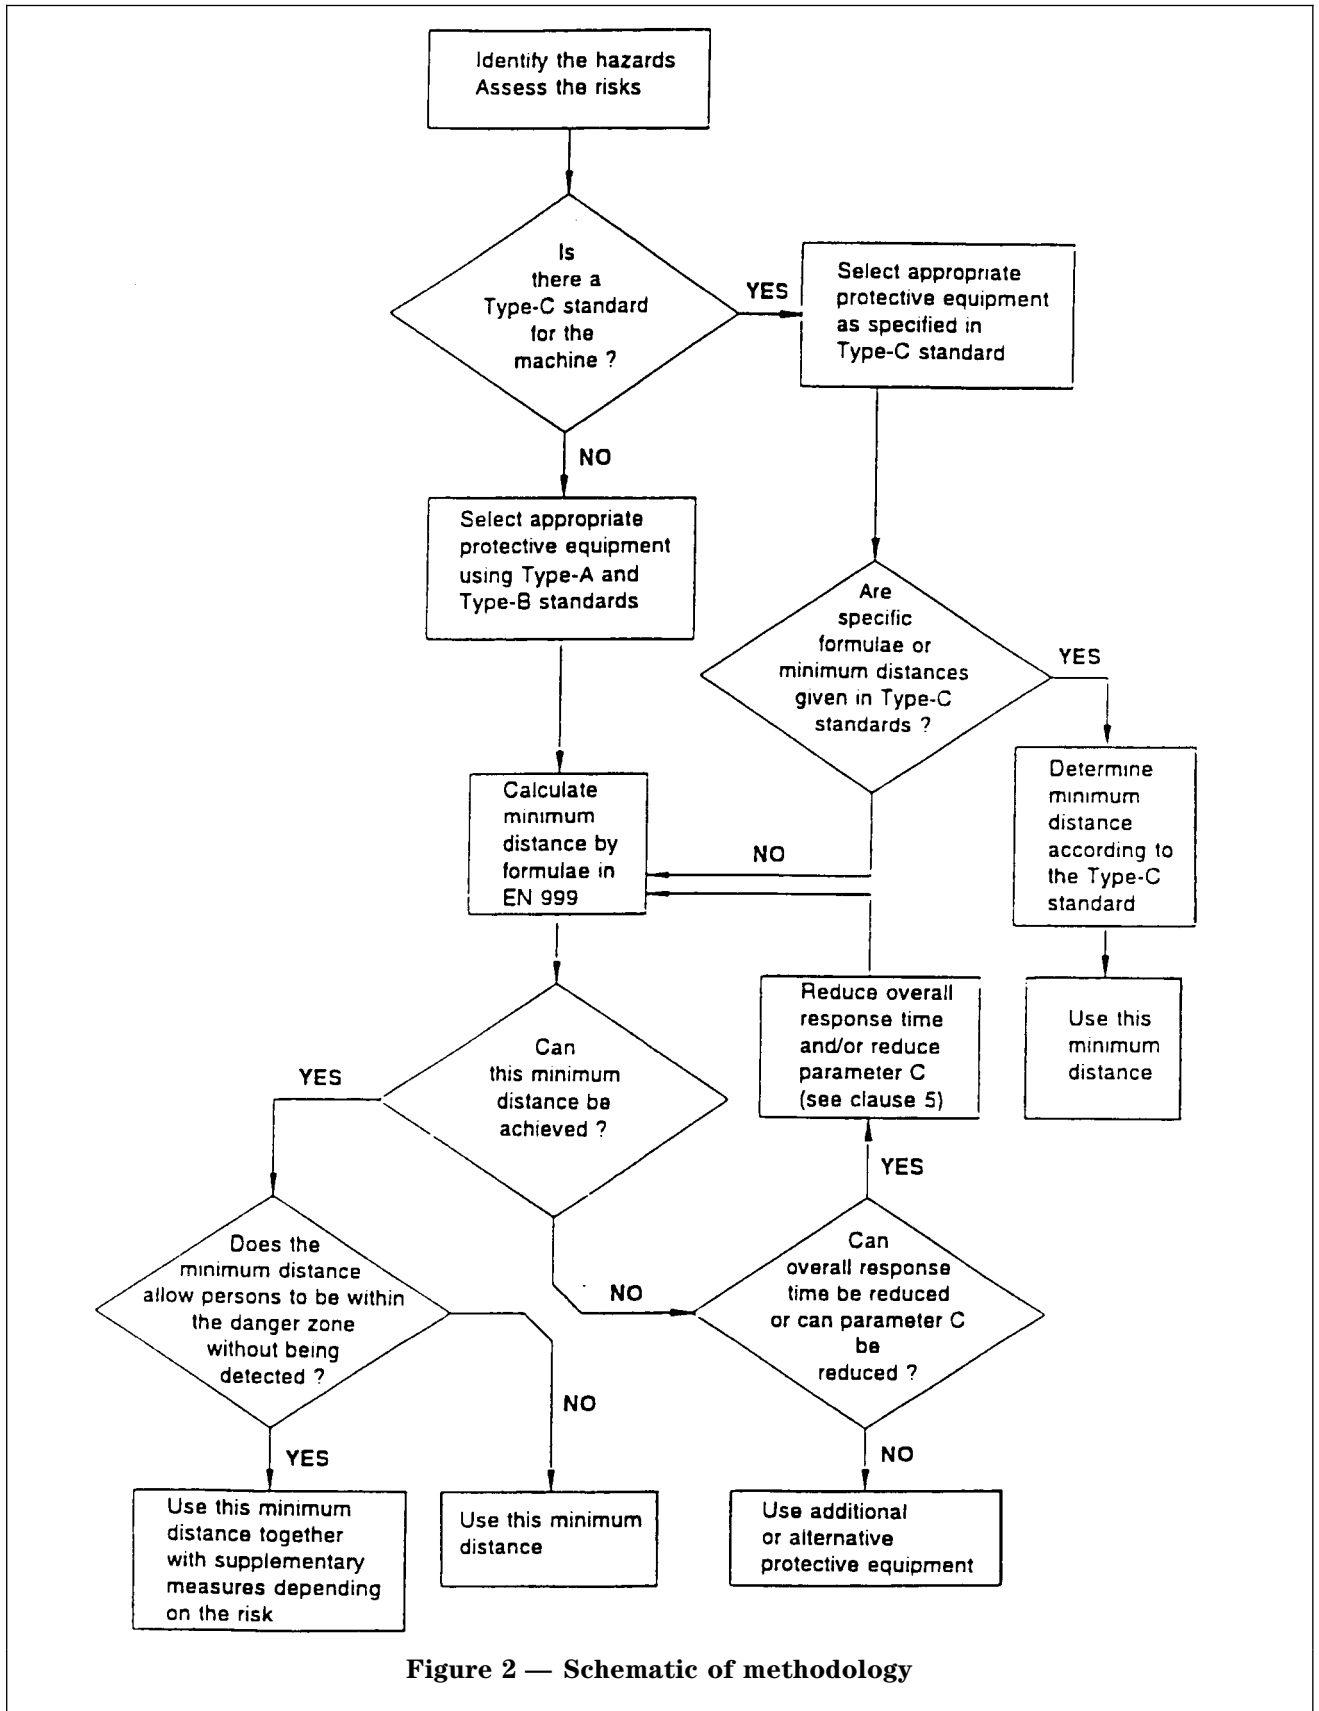 Identify the hazards
Assess the risks
Is
there a
Type-C standard
for the
machine ?
YES
Select appropriate
protective equipment
as specified in
Type-C standard
NO
Select appropriate
protective equipment
using Type-A and
Type-B standards
Are
specific
formulae or
minimum distances
given in Type-C
standards ?
YES
Determine
minimum
distance
according to
the Type-C
standard
Use this
minimum
distance
NO
Calculate
minimum
distance by
formulae in
EN 999
Reduce overall
response time
and/or reduce
parameter C
(see clause 5)
Can
this minimum
distance be
achieved ?
YES
NO
YES
Can
overall response
time be reduced
or can parameter C
be
reduced ?
Does the
minimum distance
allow persons to be within
the danger zone
without being
detected ?
NO
YES
NO
Use this minimum
distance together
with supplementary
measures depending
on the risk
Use this minimum
distance
Use additional
or alternative
protective equipment
Figure 2 — Schematic of methodology